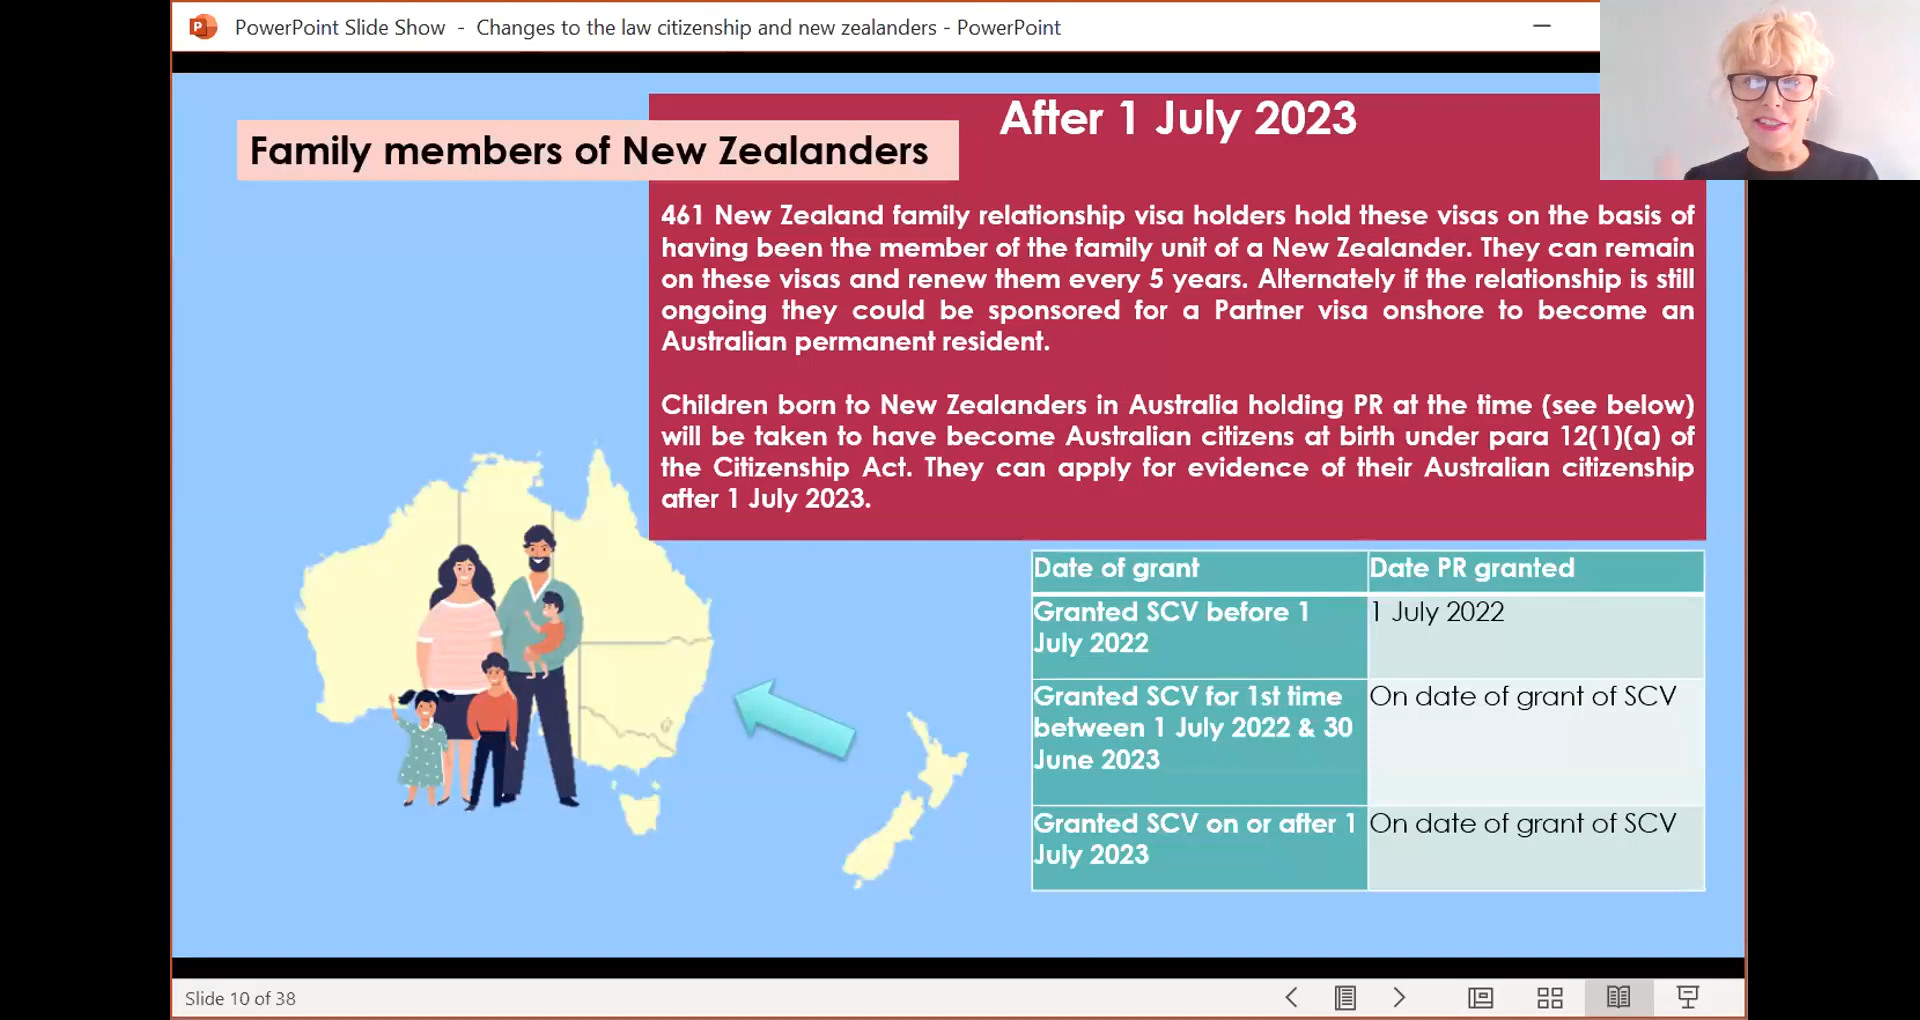 PowerPoint Slide Show - Changes to the law citizenship and new zealanders - PowerPoint
After 1 July 2023
Family members of New Zealanders
461 New Zealand family relationship visa holders hold these visas on the basis of
having been the member of the family unit of a New Zealander. They can remain
on these visas and renew them every 5 years. Alternately if the relationship is still
ongoing they could be sponsored for a Partner visa onshore to become an
Australian permanent resident.
Children born to New Zealanders in Australia holding PR at the time (see below)
will be taken to have become Australian citizens at birth under para 12(1)(a) of
the Citizenship Act. They can apply for evidence of their Australian citizenship
after 1 July 2023.
Date of grant
Date PR granted
Granted SCV before 1
July 2022
1 July 2022
Granted SCV for 1st time
between 1 July 2022 & 30
June 2023
On date of grant of SCV
Granted SCV on or after 1
July 2023
On date of grant of SCV
Slide 10 of 38